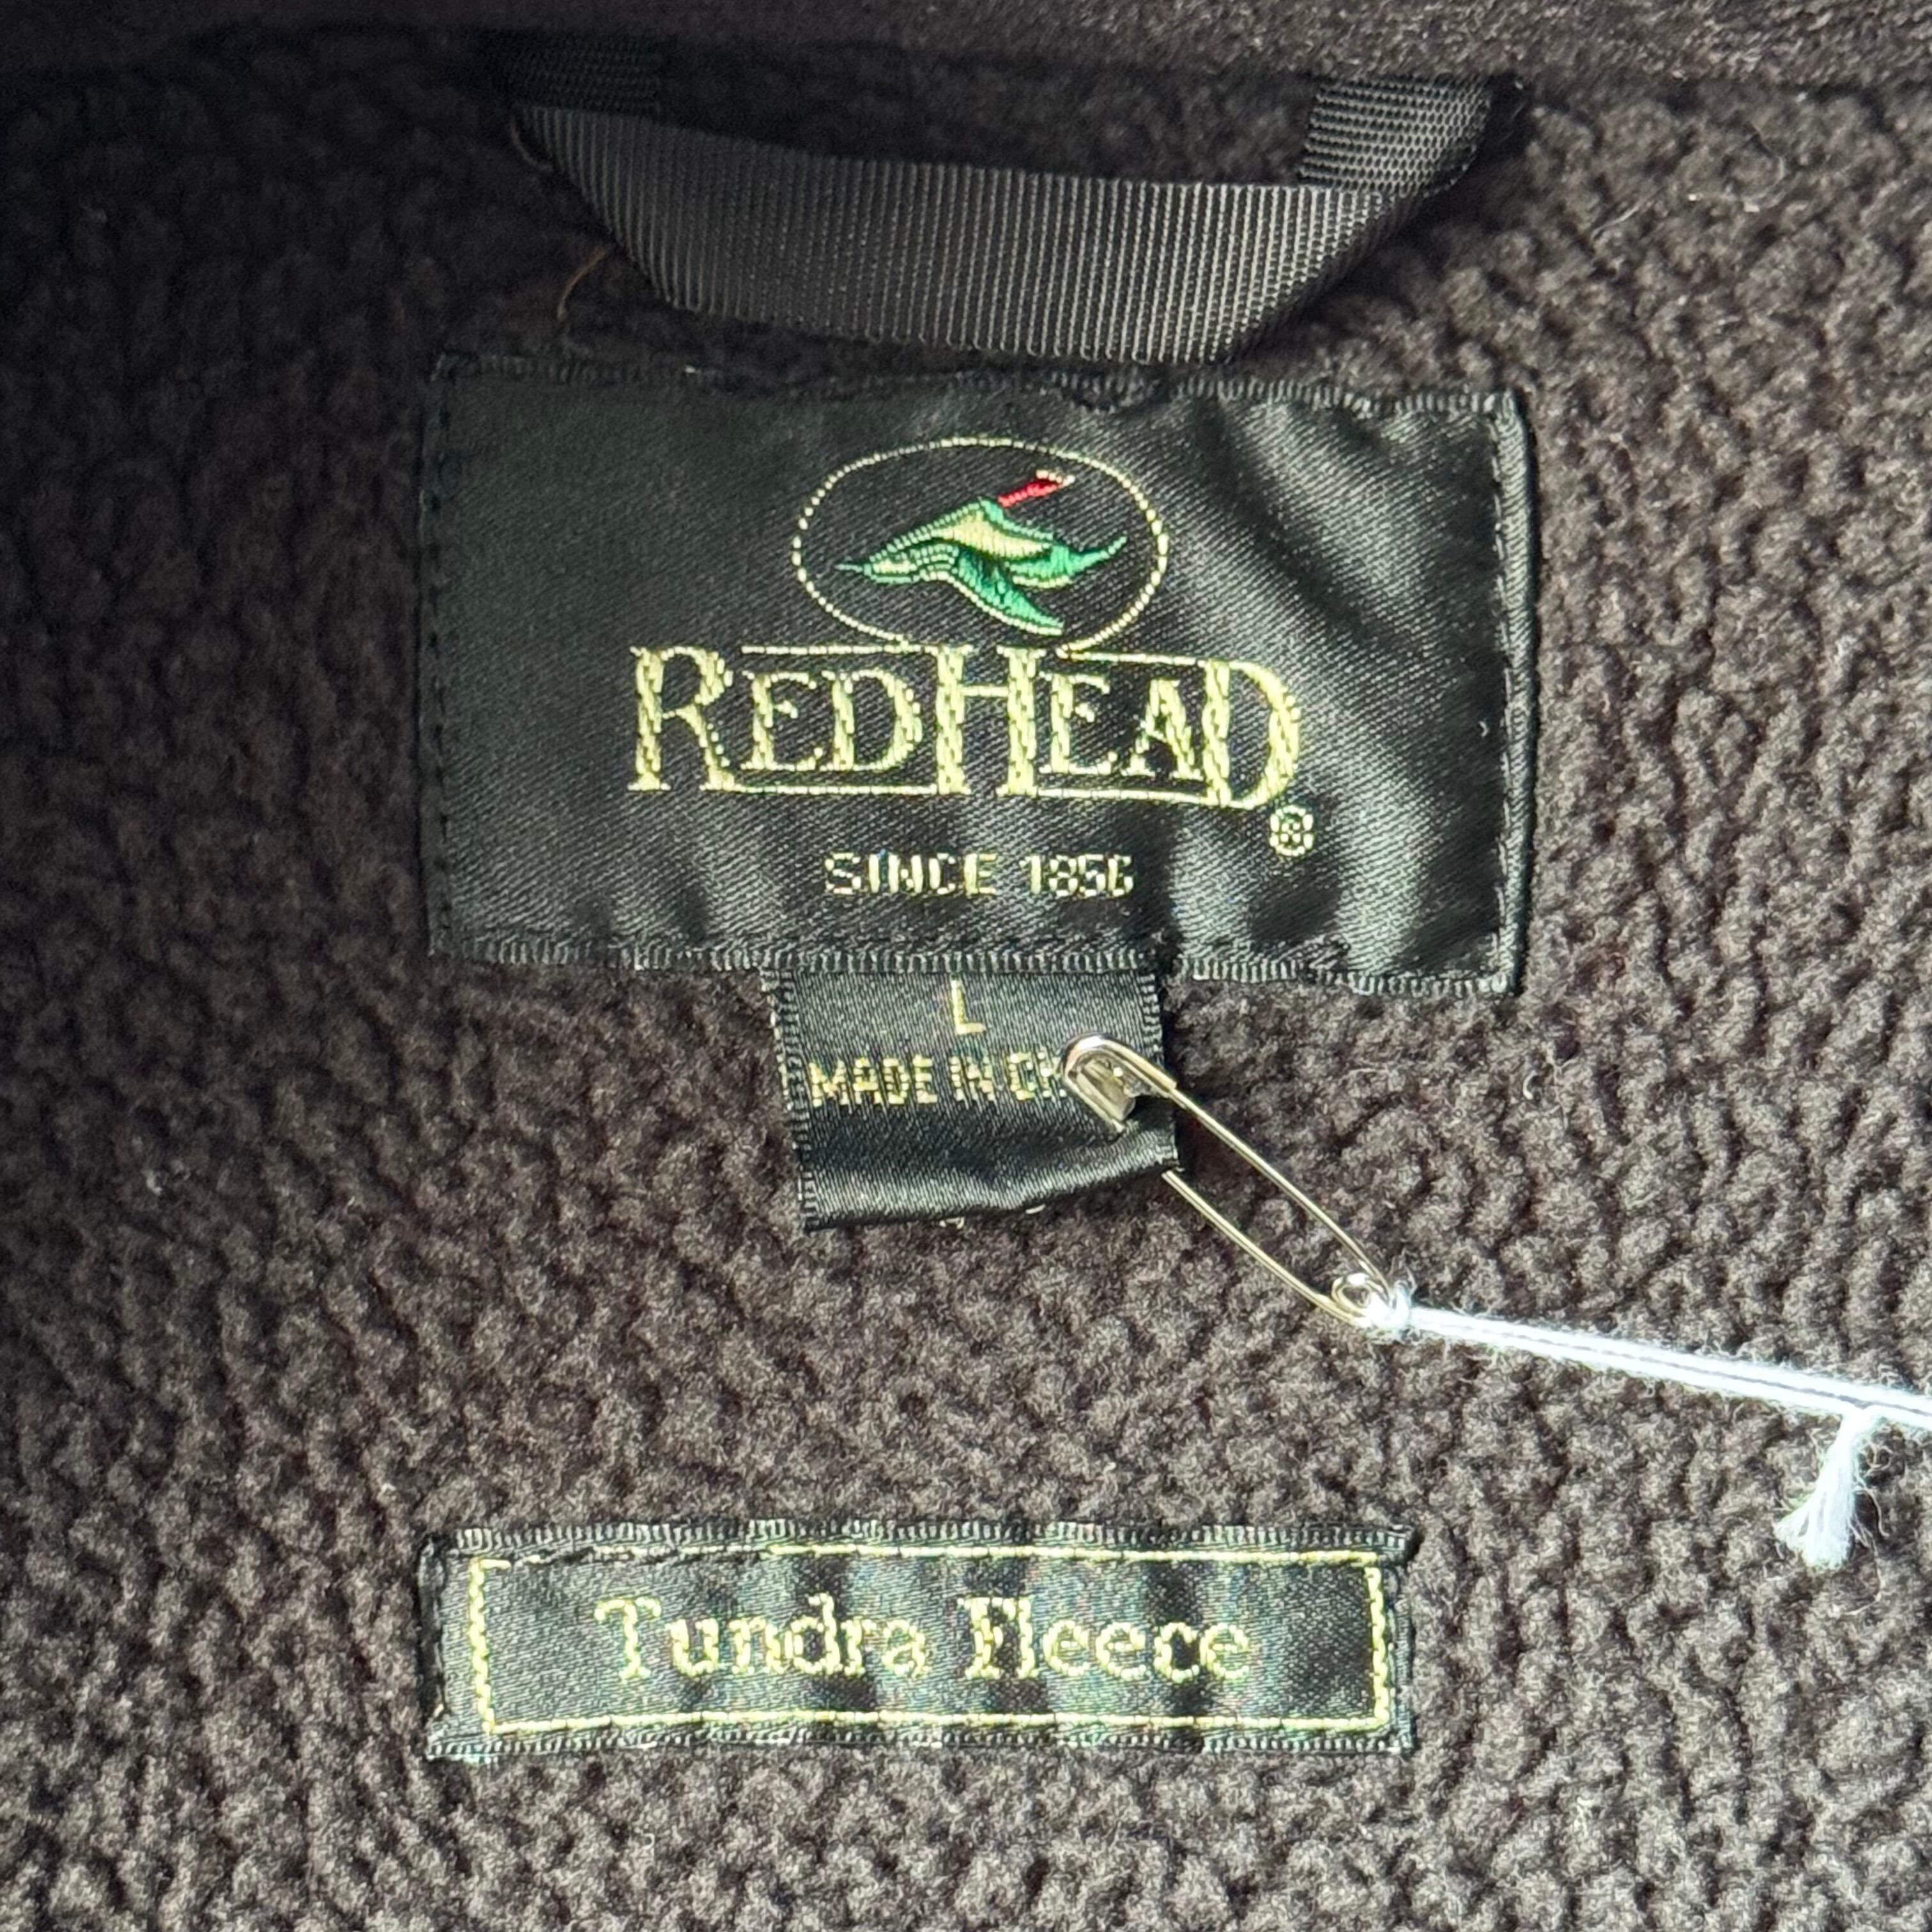 REDHEAD®
SINCE 1856
L
MADE IN CH
Tundra Fleece